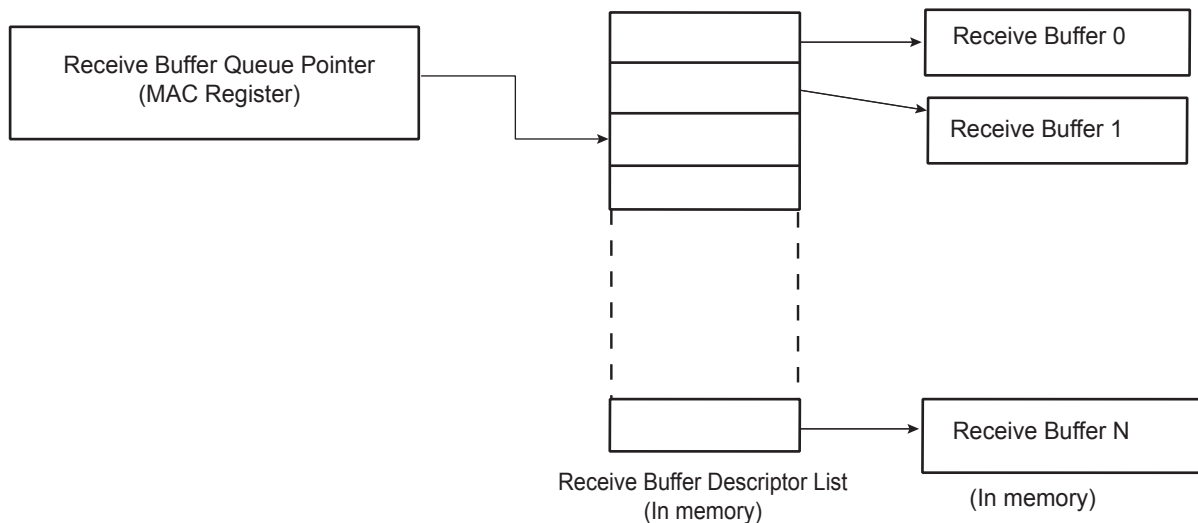 Receive Buffer Queue Pointer
(MAC Register)
Receive Buffer 0
Receive Buffer 1
Receive Buffer N
Receive Buffer Descriptor List
(In memory)
(In memory)